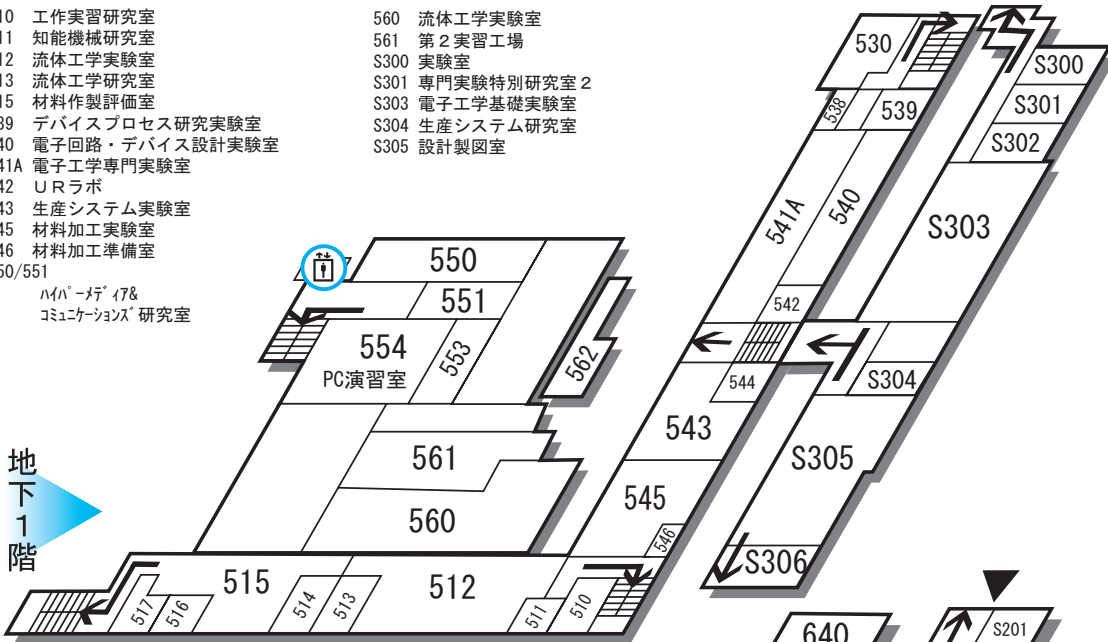 10 工作実習研究室
11 知能機械研究室
12 流体工学実験室
13 流体工学研究室
15 材料作製評価室
39 デバイスプロセス研究実験室
40 電子回路・デバイス設計実験室
41A 電子工学専門実験室
42 URラボ
43 生産システム実験室
45 材料加工実験室
46 材料加工準備室
50/551
ハイパーメディア&
コミュニケーションズ研究室
560 流体工学実験室
561 第2実習工場
S300 実験室
S301 専門実験特別研究室2
S303 電子工学基礎実験室
S304 生産システム研究室
S305 設計製図室
530
538
539
541A
540
542
S300
S301
S302
S303
550
551
554
PC演習室
553
562
544
543
S304
S305
561
560
545
546
S306
地下1階
515
512
517
516
514
513
511
510
640
S201